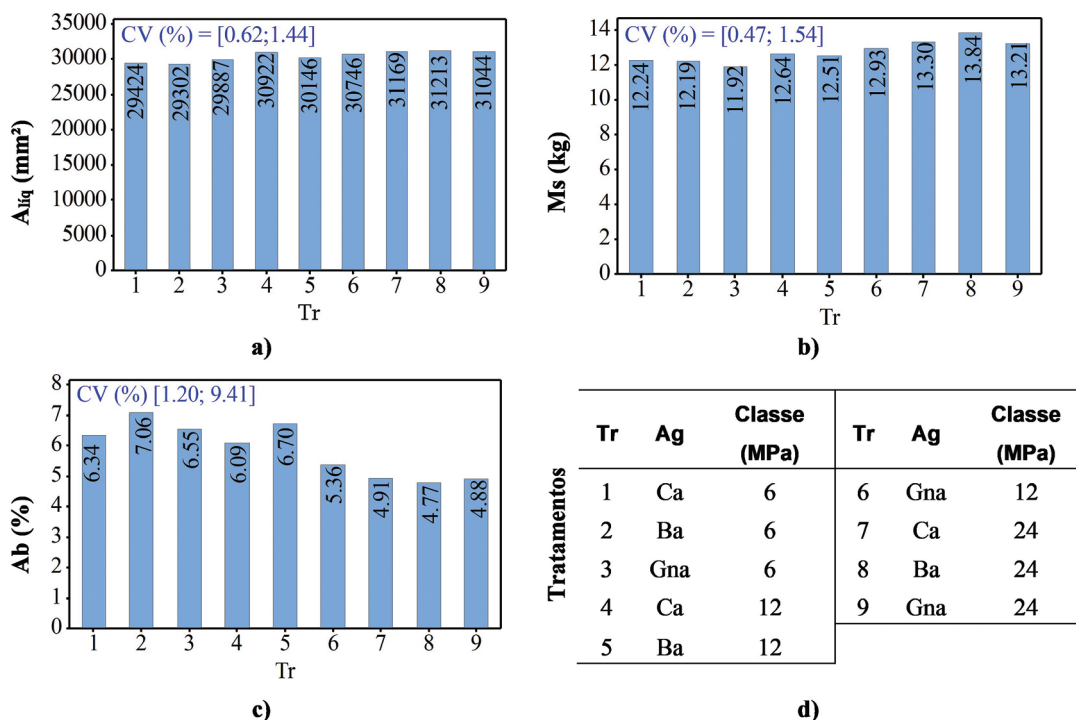 CV (%) = [0.62;1.44]
35000
30000
25000
20000
15000
10000
5000
0
A_líq (mm²)
29424
29302
29887
30922
30146
30746
31169
31213
31044
1 2 3 4 5 6 7 8 9
Tr
a)
CV (%) = [0.47; 1.54]
14
12
10
8
6
4
2
0
Ms (kg)
12.24
12.19
11.92
12.64
12.51
12.93
13.30
13.84
13.21
1 2 3 4 5 6 7 8 9
Tr
b)
CV (%) [1.20; 9.41]
8
7
6
5
4
3
2
1
0
Ab (%)
6.34
7.06
6.55
6.09
6.70
5.36
4.91
4.77
4.88
1 2 3 4 5 6 7 8 9
Tr
c)
Tratamentos
Tr Ag Classe (MPa) Tr Ag Classe (MPa)
1 Ca 6 6 Gna 12
2 Ba 6 7 Ca 24
3 Gna 6 8 Ba 24
4 Ca 12 9 Gna 24
5 Ba 12
d)